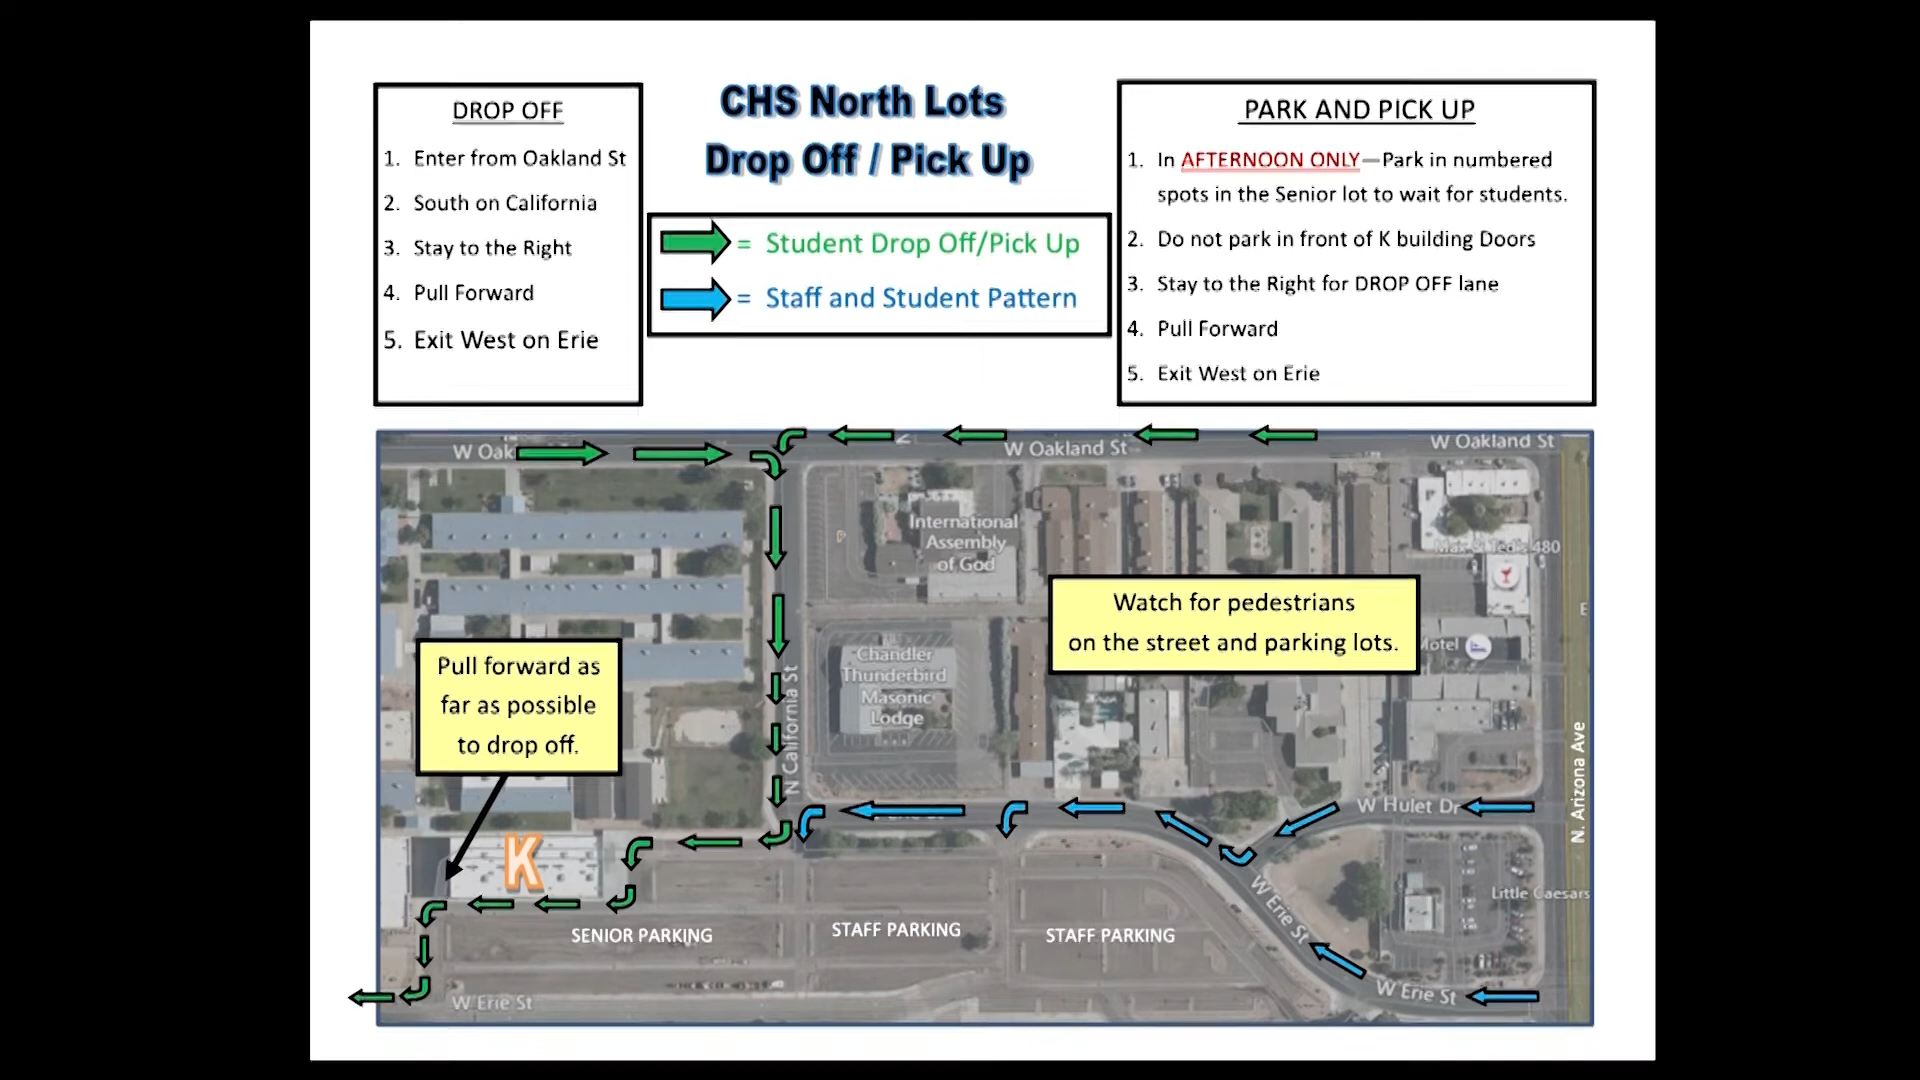 DROP OFF
1. Enter from Oakland St
2. South on California
3. Stay to the Right
4. Pull Forward
5. Exit West on Erie
CHS North Lots
Drop Off / Pick Up
= Student Drop Off/Pick Up
= Staff and Student Pattern
PARK AND PICK UP
1. In AFTERNOON ONLY—Park in numbered
spots in the Senior lot to wait for students.
2. Do not park in front of K building Doors
3. Stay to the Right for DROP OFF lane
4. Pull Forward
5. Exit West on Erie
W Oak
W Oakland St
W Oakland St
International
Assembly
of God
480
Watch for pedestrians
on the street and parking lots.
Motel
Chandler
Thunderbird
Masonic
Lodge
Pull forward as
far as possible
to drop off.
N California St
N. Arizona Ave
W Hulet Dr
K
W Erie St
Little Caesars
SENIOR PARKING
STAFF PARKING
STAFF PARKING
W Erie St
W Erie St